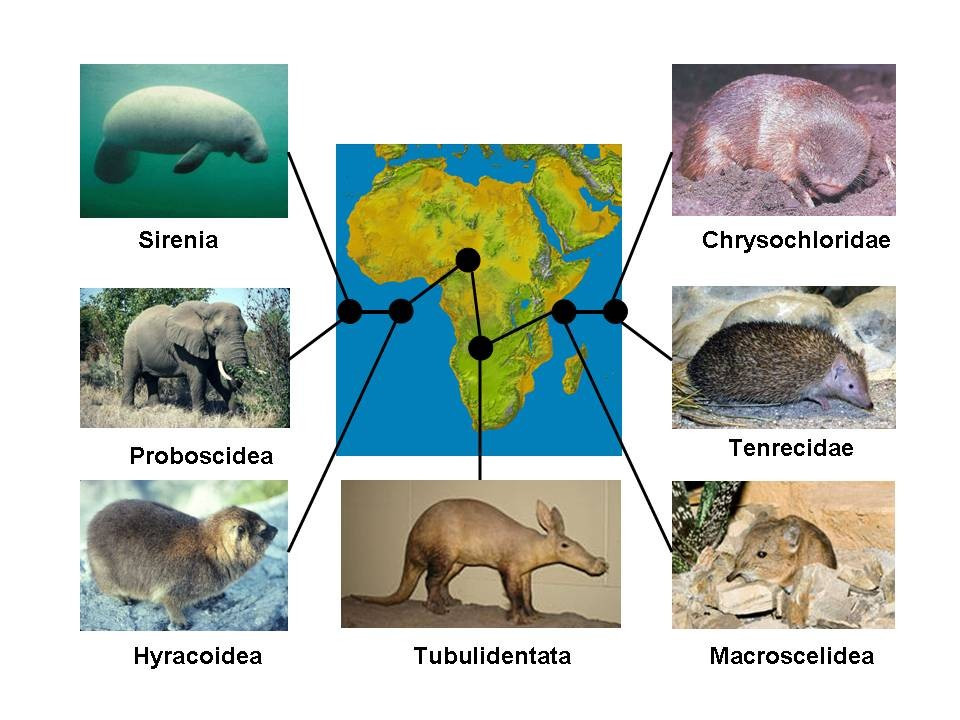 Sirenia
Chrysochloridae
Proboscidea
Tenrecidae
Hyracoidea
Tubulidentata
Macroscelidea